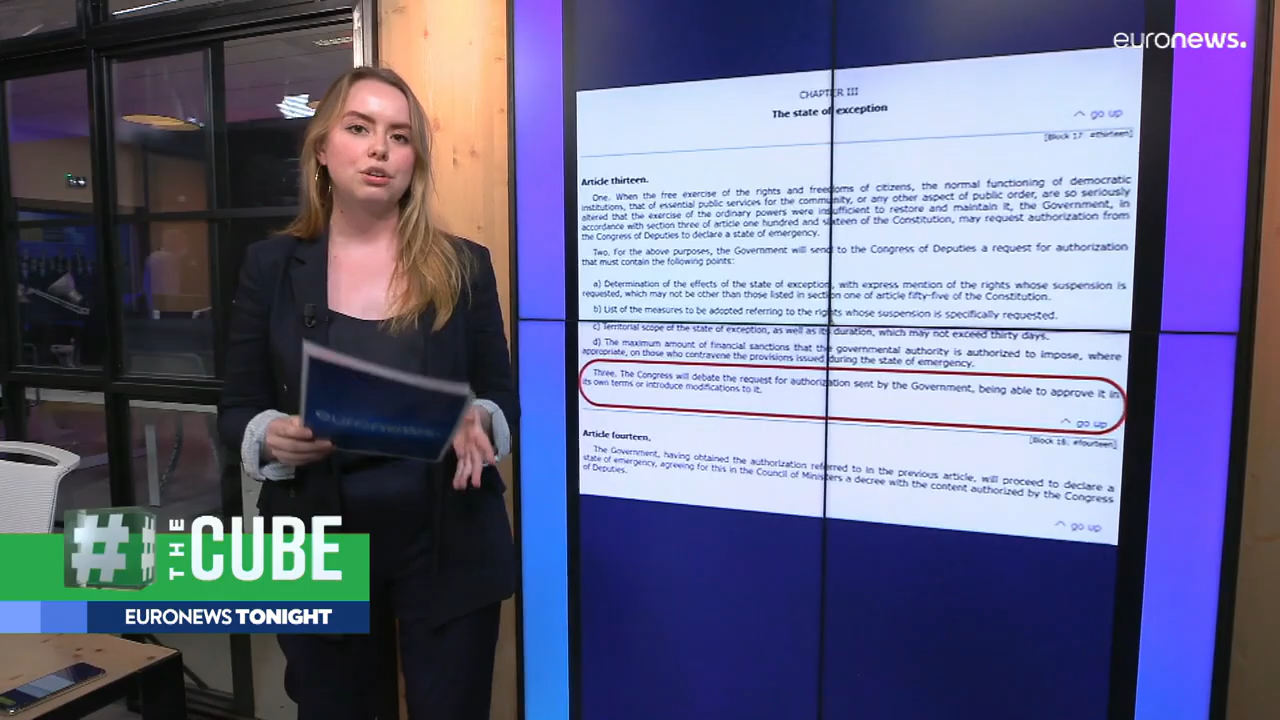 euronews.
CHAPTER III
The state of exception
go up
[Block 17: #thirteen]
Article thirteen.
One. When the free exercise of the rights and freedoms of citizens, the normal functioning of democratic
institutions, that of essential public services for the community, or any other aspect of public order, are so seriously
altered that the exercise of the ordinary powers were insufficient to restore and maintain it, the Government, in
accordance with section three of article one hundred and sixteen of the Constitution, may request authorization from
the Congress of Deputies to declare a state of emergency.
Two. For the above purposes, the Government will send to the Congress of Deputies a request for authorization
that must contain the following points:
a) Determination of the effects of the state of exception, with express mention of the rights whose suspension is
requested, which may not be other than those listed in section one of article fifty-five of the Constitution.
b) List of the measures to be adopted referring to the rights whose suspension is specifically requested.
c) Territorial scope of the state of exception, as well as its duration, which may not exceed thirty days.
d) The maximum amount of financial sanctions that the governmental authority is authorized to impose, where
appropriate, on those who contravene the provisions issued during the state of emergency.
Three. The Congress will debate the request for authorization sent by the Government, being able to approve it in
its own terms or introduce modifications to it.
go up
[Block 18: #fourteen]
Article fourteen.
The Government, having obtained the authorization referred to in the previous article, will proceed to declare a
state of emergency, agreeing for this in the Council of Ministers a decree with the content authorized by the Congress
of Deputies.
go up
euronews.
# # THE CUBE
EURONEWS TONIGHT